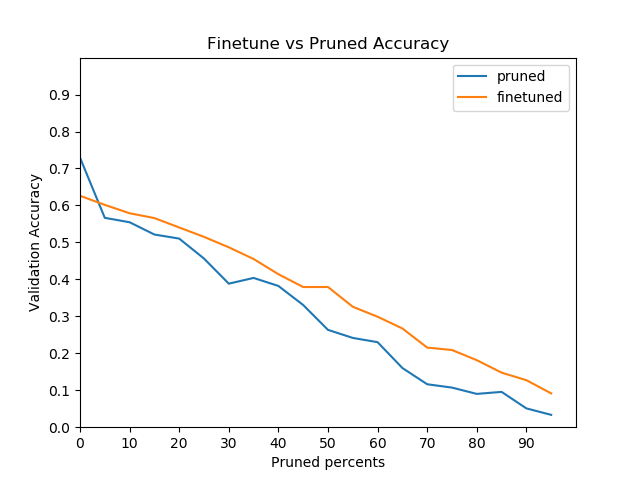 Finetune vs Pruned Accuracy
pruned
finetuned
0.9
0.8
0.7
0.6
0.5
0.4
0.3
0.2
0.1
0.0
Validation Accuracy
0 10 20 30 40 50 60 70 80 90
Pruned percents